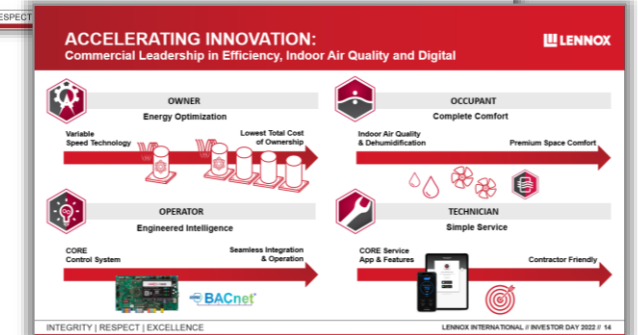 RESPECT
ACCELERATING INNOVATION:
Commercial Leadership in Efficiency, Indoor Air Quality and Digital
LENNOX
OWNER
Energy Optimization
Variable
Speed Technology
Lowest Total Cost
of Ownership
OCCUPANT
Complete Comfort
Indoor Air Quality
& Dehumidification
Premium Space Comfort
OPERATOR
Engineered Intelligence
CORE
Control System
Seamless Integration
& Operation
BACnet
TECHNICIAN
Simple Service
CORE Service
App & Features
Contractor Friendly
INTEGRITY | RESPECT | EXCELLENCE
LENNOX INTERNATIONAL // INVESTOR DAY 2022 // 14